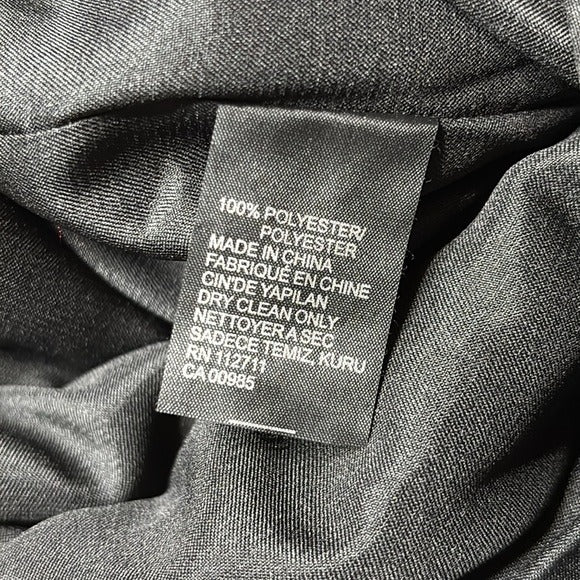 100% POLYESTER/
POLYESTER
MADE IN CHINA
FABRIQUÉ EN CHINE
CIN'DE YAPILAN
DRY CLEAN ONLY
NETTOYER A SEC
SADECE TEMIZ. KURU
RN 112711
CA 00985